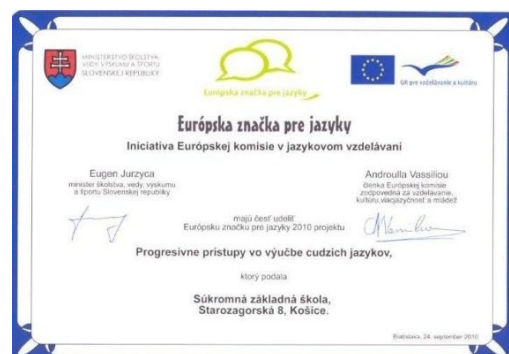 MINISTERSTVO ŠKOLSTVA,
VEDY, VÝSKUMU A ŠPORTU
SLOVENSKEJ REPUBLIKY
Európska značka pre jazyky
GR pre vzdelávanie a kultúru
Európska značka pre jazyky
Iniciatíva Európskej komisie v jazykovom vzdelávaní
Eugen Jurzyca
minister školstva, vedy, výskumu
a športu Slovenskej republiky
Androulla Vassiliou
členka Európskej komisie
zodpovedná za vzdelávanie,
kultúru, viacjazyčnosť a mládež
majú česť udeliť
Európsku značku pre jazyky 2010 projektu
Progresívne prístupy vo výučbe cudzích jazykov,
ktorý podala
Súkromná základná škola,
Starozagorská 8, Košice.
Bratislava, 24. september 2010